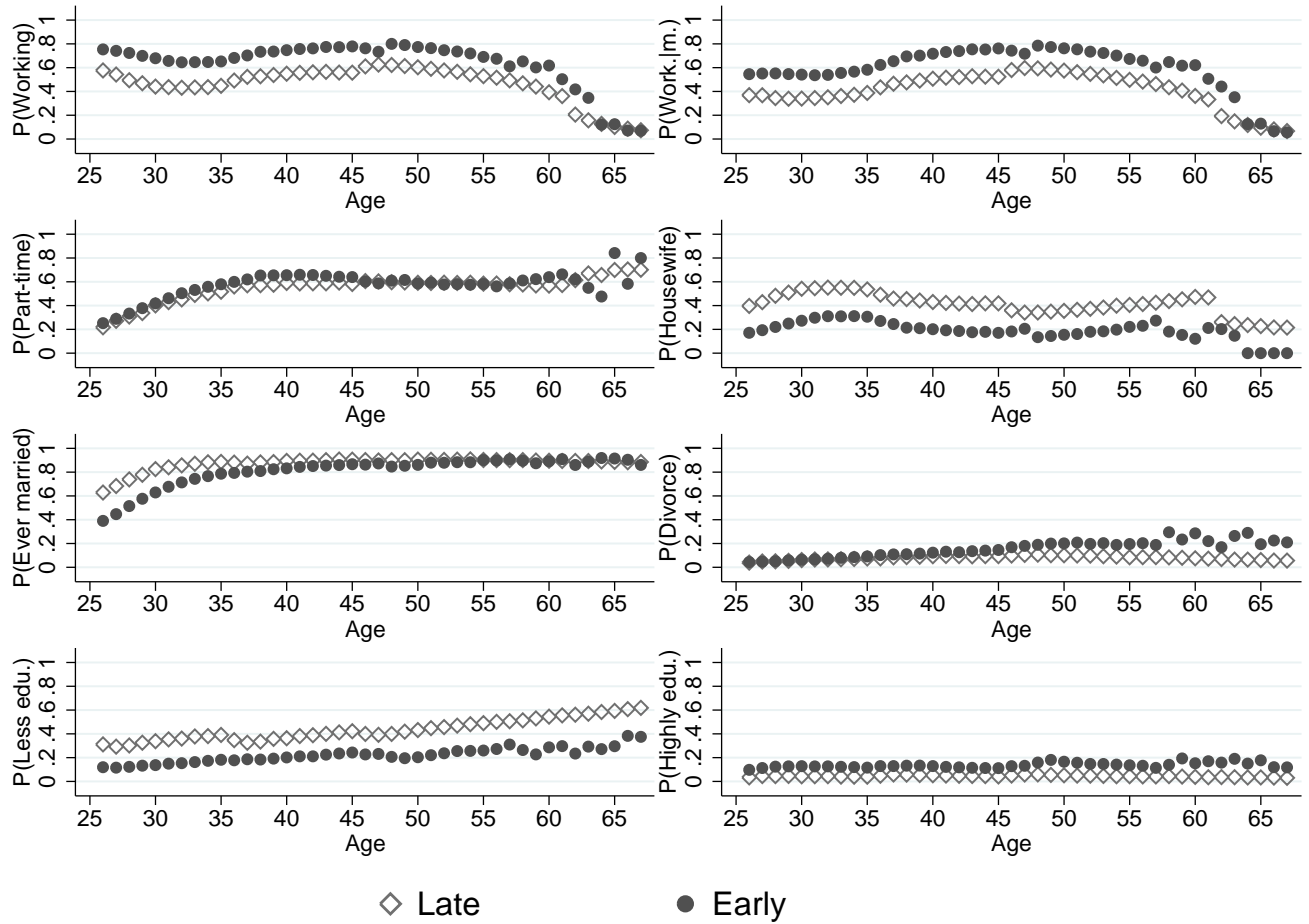 P(Working)
0 .2 .4 .6 .8 1
25 30 35 40 45 50 55 60 65
Age
P(Work.|m.)
0 .2 .4 .6 .8 1
25 30 35 40 45 50 55 60 65
Age
P(Part-time)
0 .2 .4 .6 .8 1
25 30 35 40 45 50 55 60 65
Age
P(Housewife)
0 .2 .4 .6 .8 1
25 30 35 40 45 50 55 60 65
Age
P(Ever married)
0 .2 .4 .6 .8 1
25 30 35 40 45 50 55 60 65
Age
P(Divorce)
0 .2 .4 .6 .8 1
25 30 35 40 45 50 55 60 65
Age
P(Less edu.)
0 .2 .4 .6 .8 1
25 30 35 40 45 50 55 60 65
Age
P(Highly edu.)
0 .2 .4 .6 .8 1
25 30 35 40 45 50 55 60 65
Age
Late Early